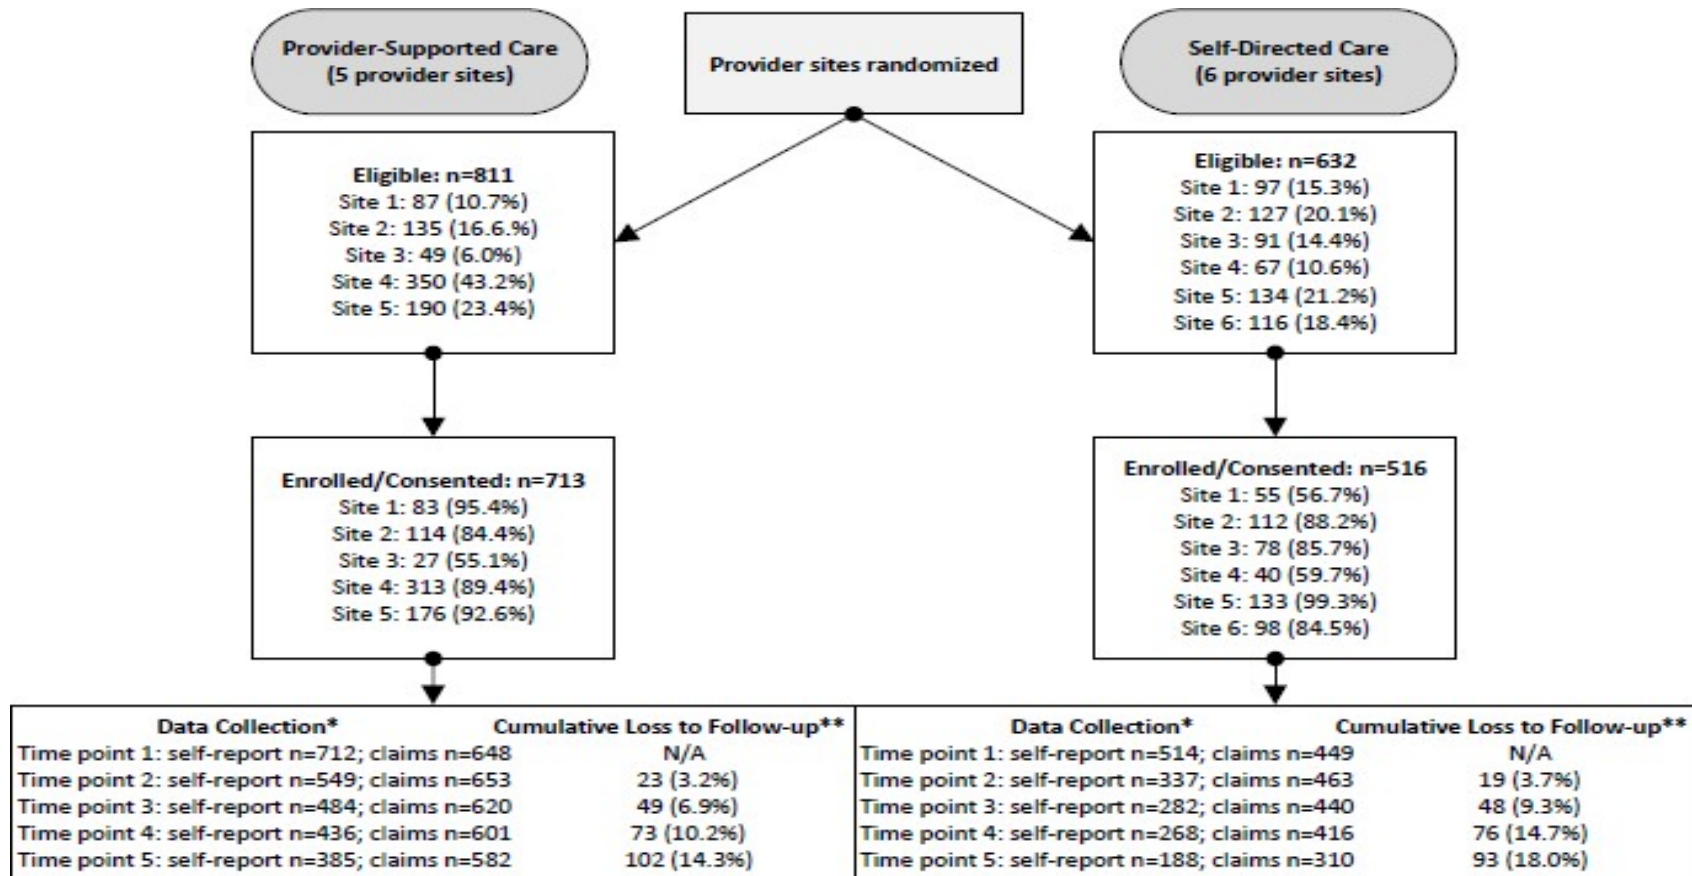 Provider-Supported Care
(5 provider sites)
Provider sites randomized
Self-Directed Care
(6 provider sites)
Eligible: n=811
Site 1: 87 (10.7%)
Site 2: 135 (16.6.%)
Site 3: 49 (6.0%)
Site 4: 350 (43.2%)
Site 5: 190 (23.4%)
Eligible: n=632
Site 1: 97 (15.3%)
Site 2: 127 (20.1%)
Site 3: 91 (14.4%)
Site 4: 67 (10.6%)
Site 5: 134 (21.2%)
Site 6: 116 (18.4%)
Enrolled/Consented: n=713
Site 1: 83 (95.4%)
Site 2: 114 (84.4%)
Site 3: 27 (55.1%)
Site 4: 313 (89.4%)
Site 5: 176 (92.6%)
Enrolled/Consented: n=516
Site 1: 55 (56.7%)
Site 2: 112 (88.2%)
Site 3: 78 (85.7%)
Site 4: 40 (59.7%)
Site 5: 133 (99.3%)
Site 6: 98 (84.5%)
Data Collection* Cumulative Loss to Follow-up**
Time point 1: self-report n=712; claims n=648 N/A
Time point 2: self-report n=549; claims n=653 23 (3.2%)
Time point 3: self-report n=484; claims n=620 49 (6.9%)
Time point 4: self-report n=436; claims n=601 73 (10.2%)
Time point 5: self-report n=385; claims n=582 102 (14.3%)
Data Collection* Cumulative Loss to Follow-up**
Time point 1: self-report n=514; claims n=449 N/A
Time point 2: self-report n=337; claims n=463 19 (3.7%)
Time point 3: self-report n=282; claims n=440 48 (9.3%)
Time point 4: self-report n=268; claims n=416 76 (14.7%)
Time point 5: self-report n=188; claims n=310 93 (18.0%)